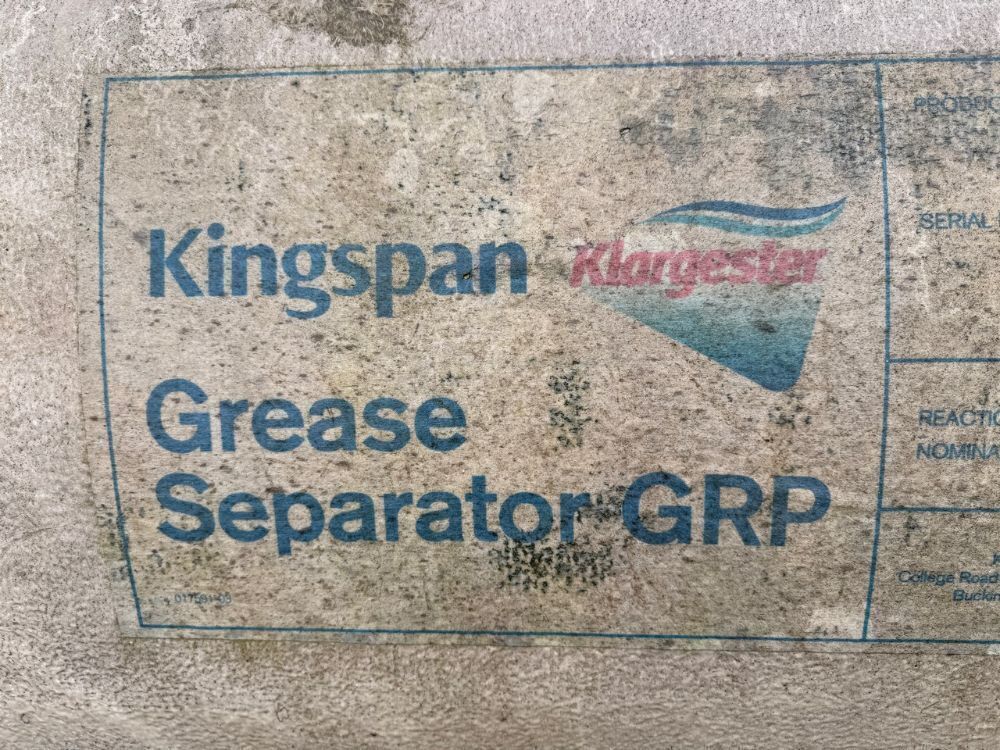 Kingspan Klargester
Grease
Separator GRP
SERIAL
College Road